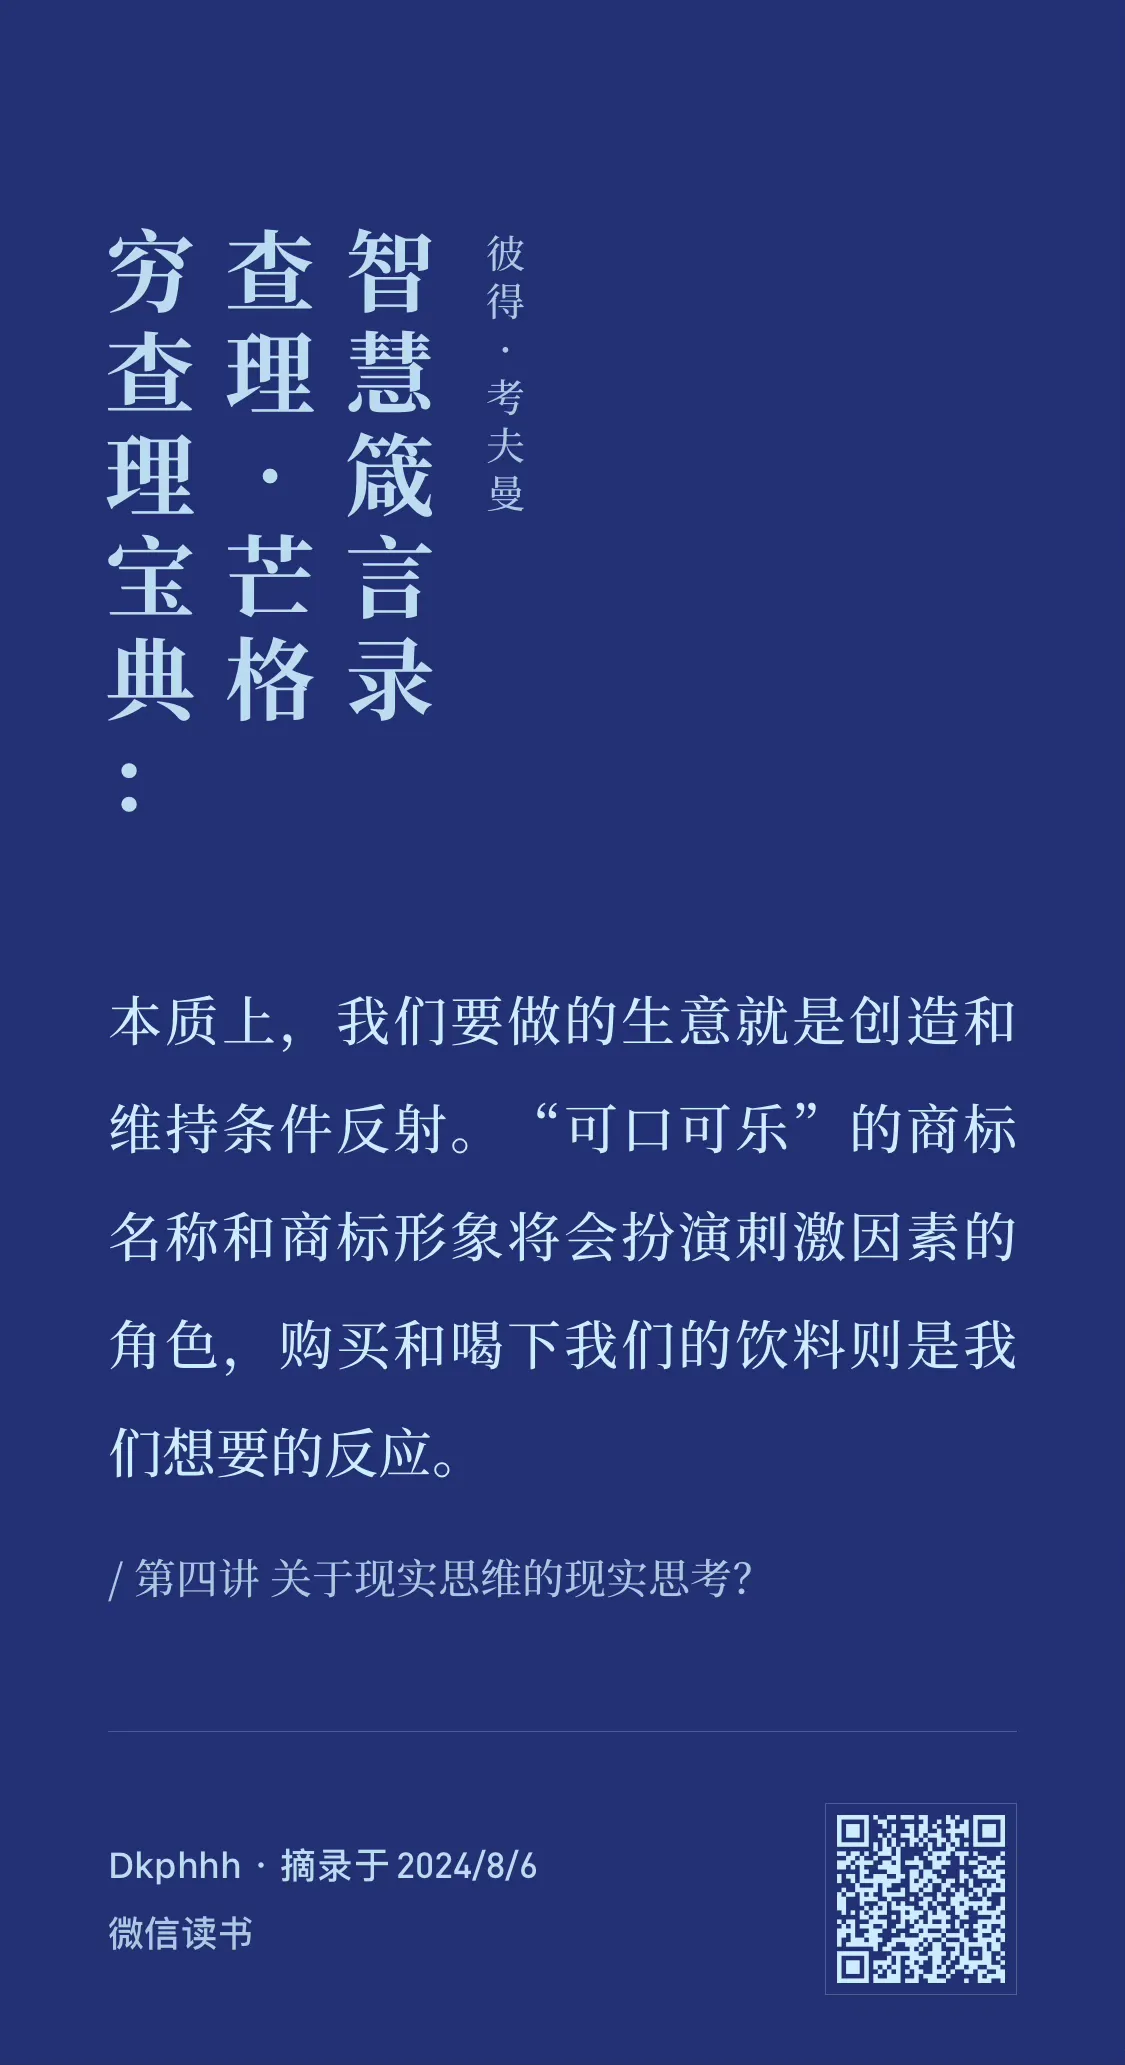 穷查理宝典：
查理·芒格
智慧箴言录
彼得·考夫曼
本质上，我们要做的生意就是创造和
维持条件反射。“可口可乐”的商标
名称和商标形象将会扮演刺激因素的
角色，购买和喝下我们的饮料则是我
们想要的反应。
/ 第四讲 关于现实思维的现实思考？
Dkphhh · 摘录于 2024/8/6
微信读书